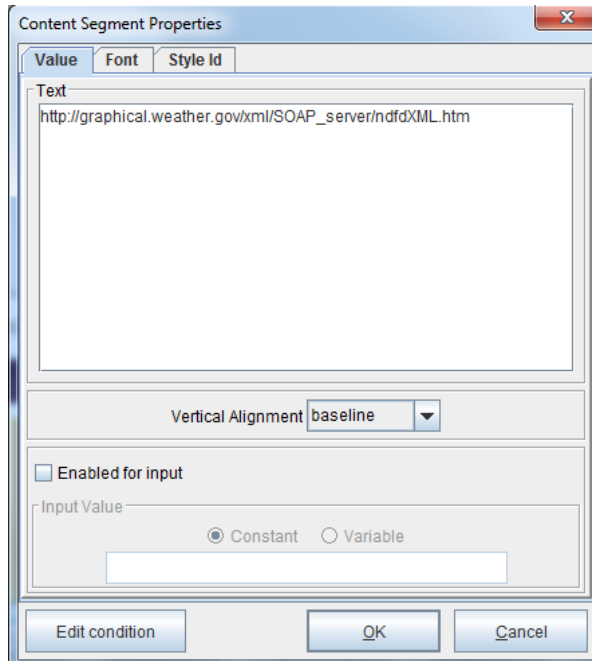 Content Segment Properties
Value Font Style Id
Text
http://graphical.weather.gov/xml/SOAP_server/ndfdXML.htm
Vertical Alignment baseline
Enabled for input
Input Value
Constant Variable
Edit condition OK Cancel